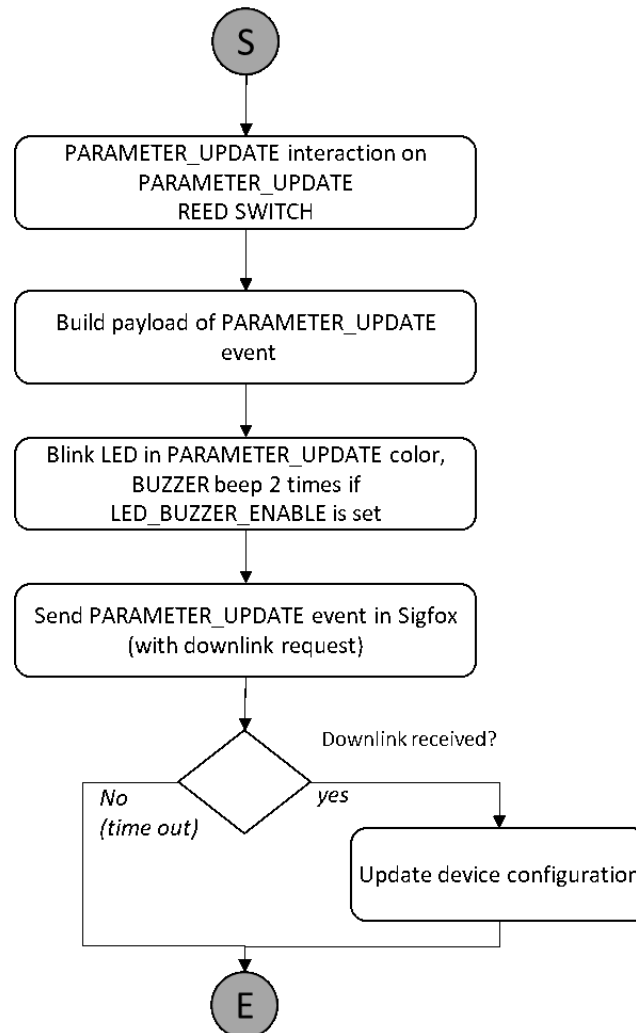 S
PARAMETER_UPDATE interaction on
PARAMETER_UPDATE
REED SWITCH
Build payload of PARAMETER_UPDATE
event
Blink LED in PARAMETER_UPDATE color,
BUZZER beep 2 times if
LED_BUZZER_ENABLE is set
Send PARAMETER_UPDATE event in Sigfox
(with downlink request)
Downlink received?
No
(time out)
yes
Update device configuration
E